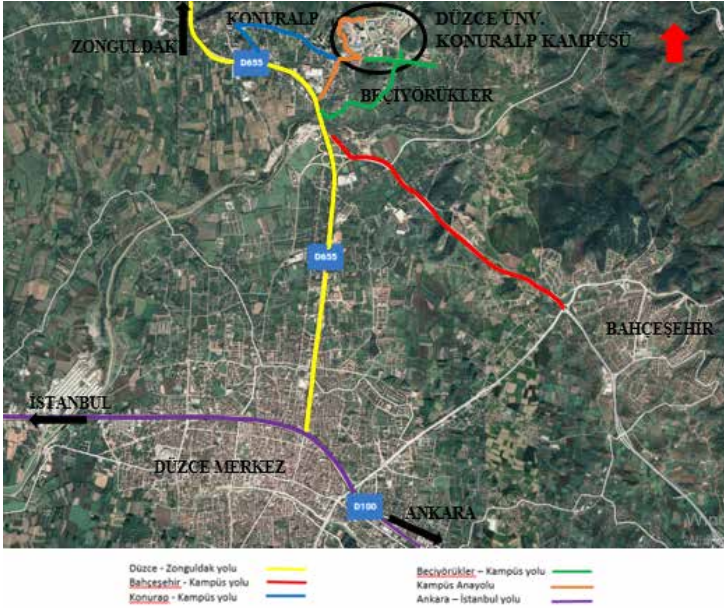 KONURALP
DÜZCE ÜNV.
KONURALP KAMPÜSÜ
ZONGULDAK
D655
BEÇİYÖRÜKLER
D655
BAHÇEŞEHİR
İSTANBUL
DÜZCE MERKEZ
D100
ANKARA
Düzce - Zonguldak yolu
Bahçeşehir - Kampüs yolu
Konurap - Kampüs yolu
Beçiyörükler – Kampüs yolu
Kampüs Anayolu
Ankara – İstanbul yolu